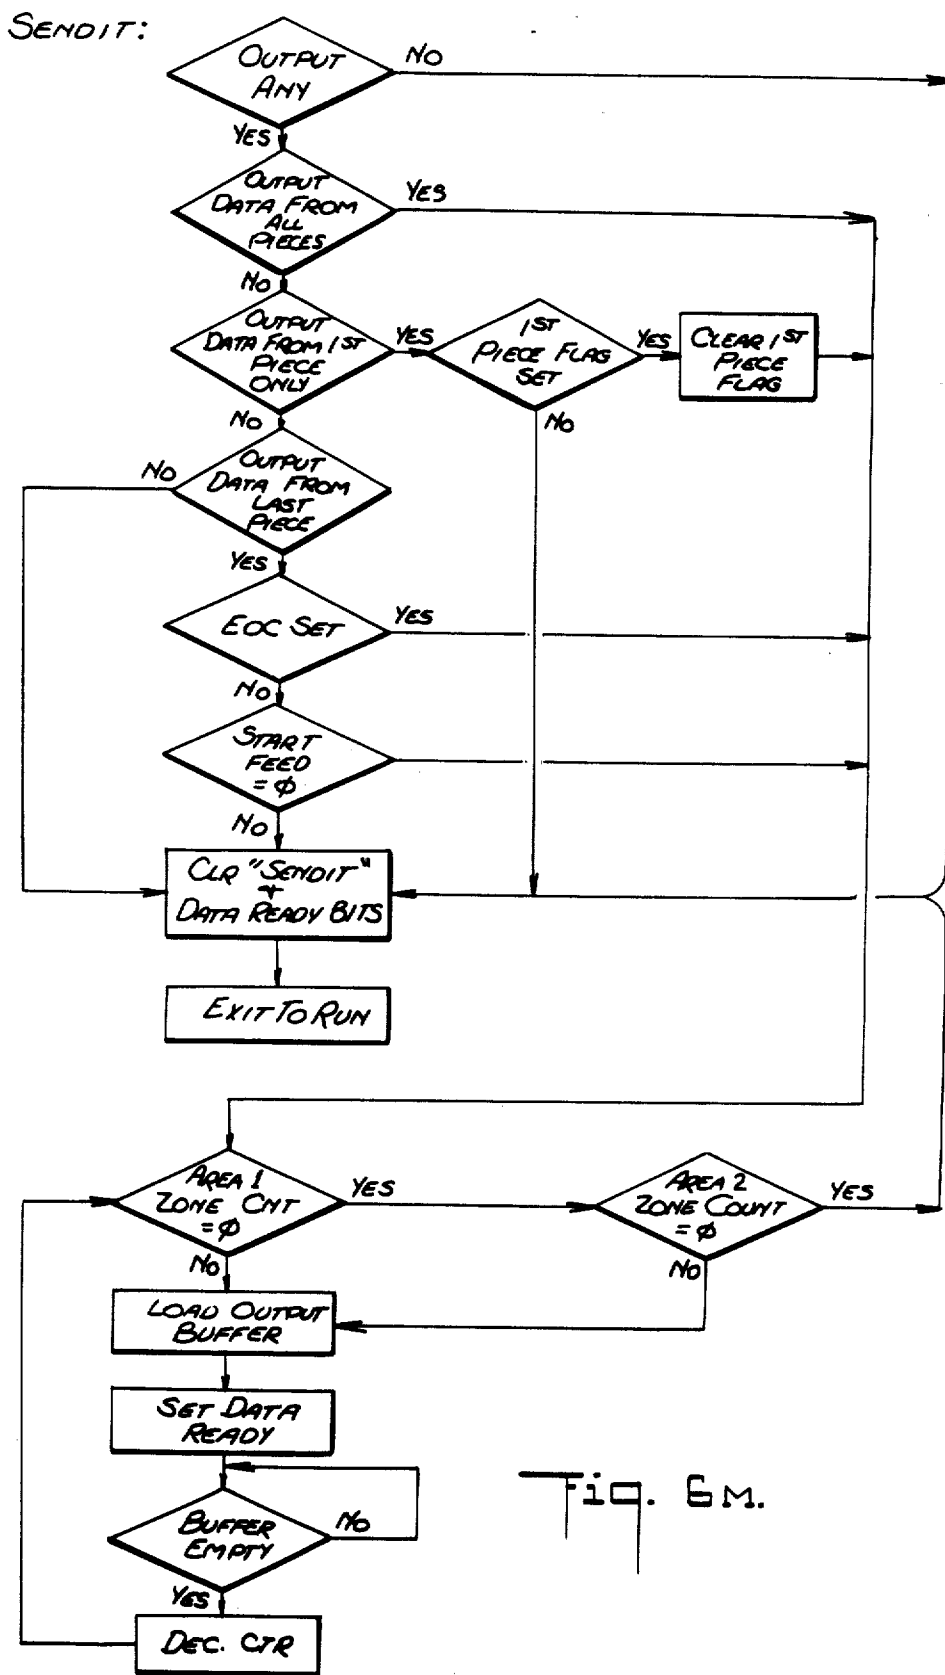 SENDIT:
OUTPUT
ANY
NO
YES
OUTPUT
DATA FROM
ALL
PIECES
YES
NO
OUTPUT
DATA FROM 1ST
PIECE
ONLY
YES
1ST
PIECE FLAG
SET
YES
CLEAR 1ST
PIECE
FLAG
NO
NO
OUTPUT
DATA FROM
LAST
PIECE
NO
YES
EOC SET
YES
NO
START
FEED
= φ
NO
CLR "SENDIT"
+
DATA READY BITS
EXIT TO RUN
AREA 1
ZONE CNT
= φ
YES
AREA 2
ZONE COUNT
= φ
YES
NO
NO
LOAD OUTPUT
BUFFER
SET DATA
READY
BUFFER
EMPTY
NO
YES
DEC. CTR
Fig. 6M.